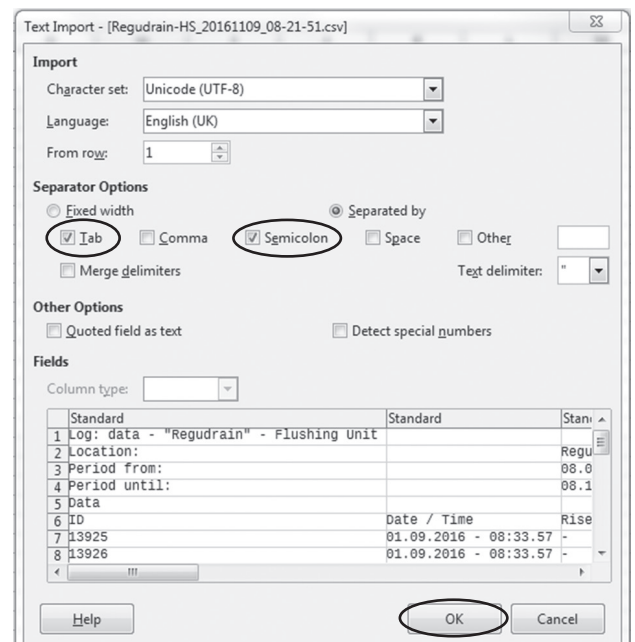 Text Import - [Regudrain-HS_20161109_08-21-51.csv]
Import
Character set: Unicode (UTF-8)
Language: English (UK)
From row: 1
Separator Options
Fixed width Separated by
Tab Comma Semicolon Space Other
Merge delimiters Text delimiter: "
Other Options
Quoted field as text Detect special numbers
Fields
Column type:
Standard Standard Stan
1 Log: data - "Regudrain" - Flushing Unit
2 Location: Regu
3 Period from: 08.0
4 Period until: 08.1
5 Data
6 ID Date / Time Rise
7 13925 01.09.2016 - 08:33.57 -
8 13926 01.09.2016 - 08:33.57 -
Help OK Cancel